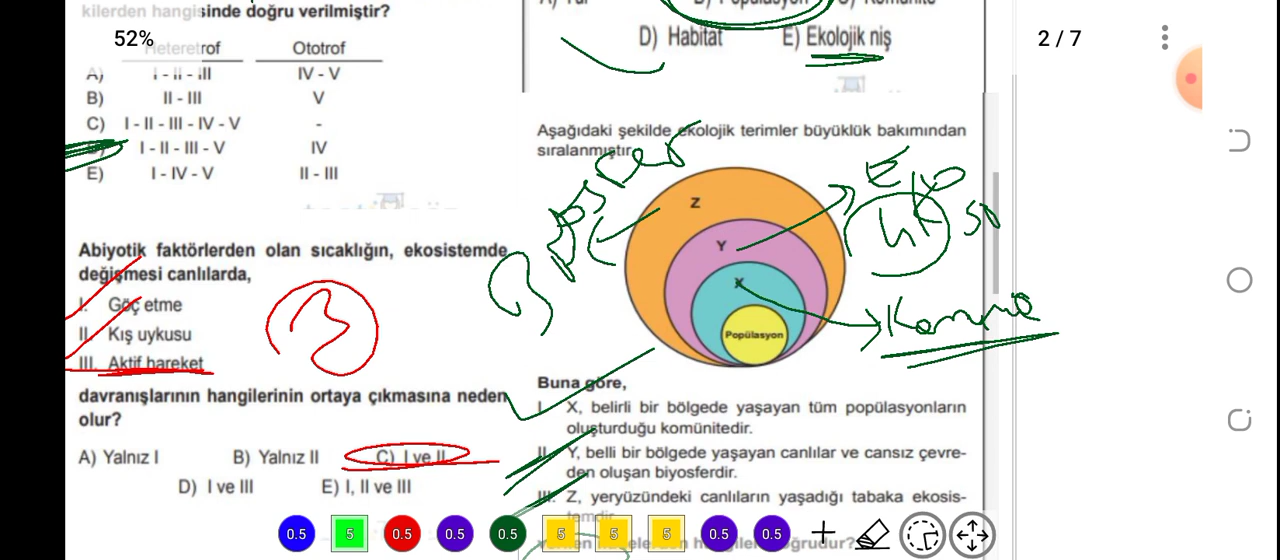 kilerden hangisinde doğru verilmiştir?
52%
Heteretrof Ototrof
A) I - II - III IV - V
B) II - III V
C) I - II - III - IV - V -
I - II - III - V IV
E) I - IV - V II - III
Abiyotik faktörlerden olan sıcaklığın, ekosistemde
değişmesi canlılarda,
I. Göç etme
II. Kış uykusu
III. Aktif hareket
davranışlarının hangilerinin ortaya çıkmasına neden
olur?
A) Yalnız I B) Yalnız II C) I ve II
D) I ve III E) I, II ve III
D) Habitat E) Ekolojik niş
2 / 7
Aşağıdaki şekilde ekolojik terimler büyüklük bakımından
sıralanmıştır.
Z
Y
X
Popülasyon
Buna göre,
I. X, belirli bir bölgede yaşayan tüm popülasyonların
oluşturduğu komünitedir.
II. Y, belli bir bölgede yaşayan canlılar ve cansız çevre-
den oluşan biyosferdir.
III. Z, yeryüzündeki canlıların yaşadığı tabaka ekosis-
temdir.
0.5 5 0.5 0.5 0.5 5 5 5 0.5 0.5